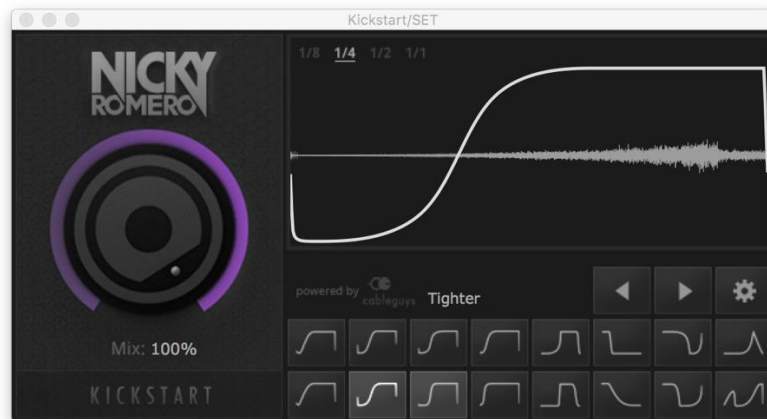 Kickstart/SET
NICKY
ROMERO
1/8 1/4 1/2 1/1
powered by cableguys Tighter
Mix: 100%
KICKSTART